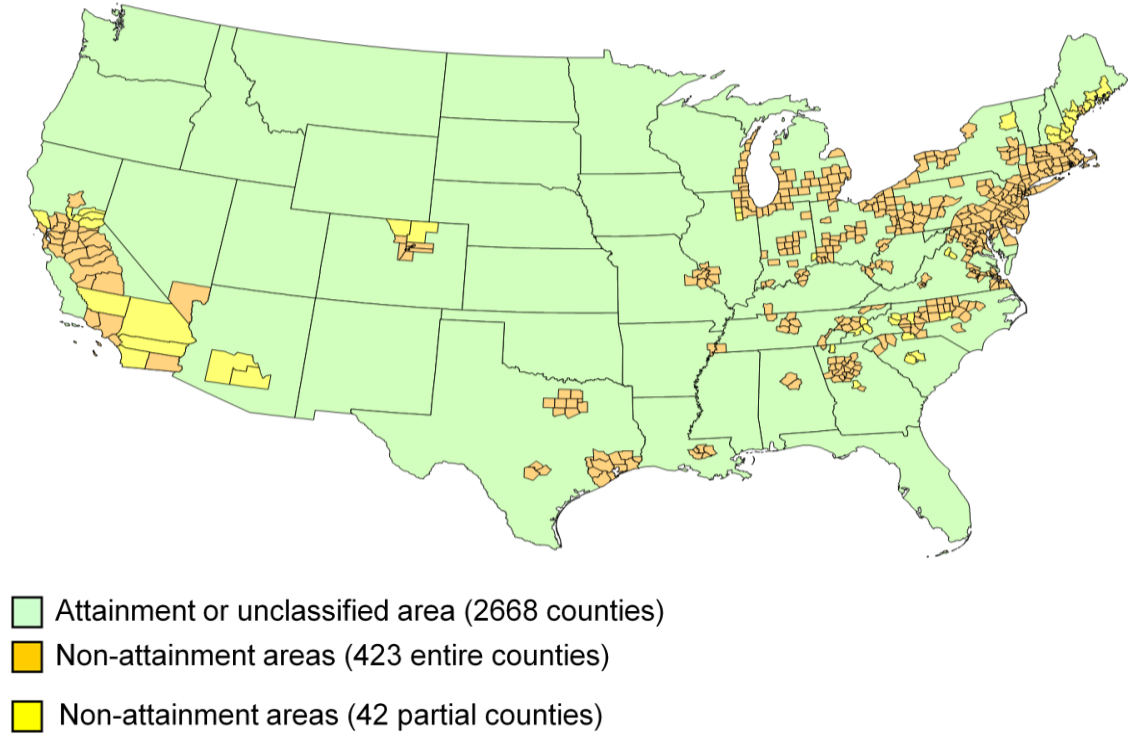 Attainment or unclassified area (2668 counties)
Non-attainment areas (423 entire counties)
Non-attainment areas (42 partial counties)